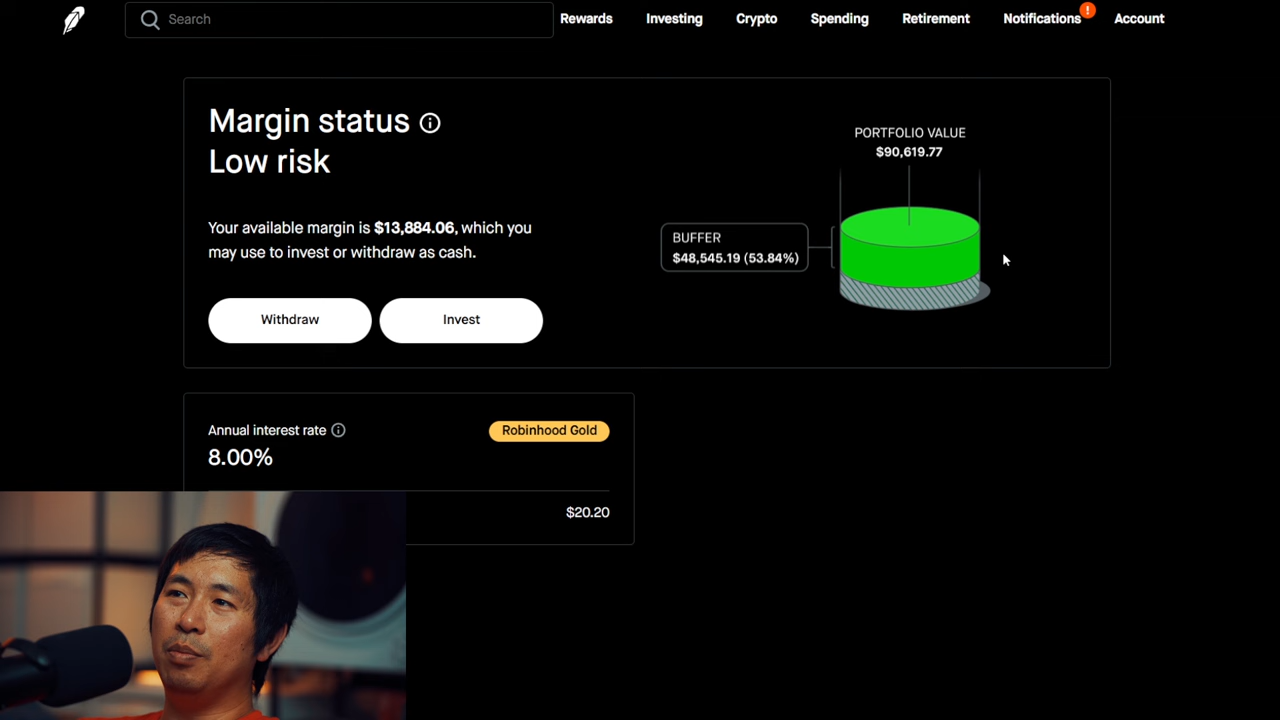 Search
Rewards
Investing
Crypto
Spending
Retirement
Notifications
!
Account
Margin status
Low risk
Your available margin is $13,884.06, which you
may use to invest or withdraw as cash.
Withdraw
Invest
PORTFOLIO VALUE
$90,619.77
BUFFER
$48,545.19 (53.84%)
Annual interest rate
Robinhood Gold
8.00%
$20.20